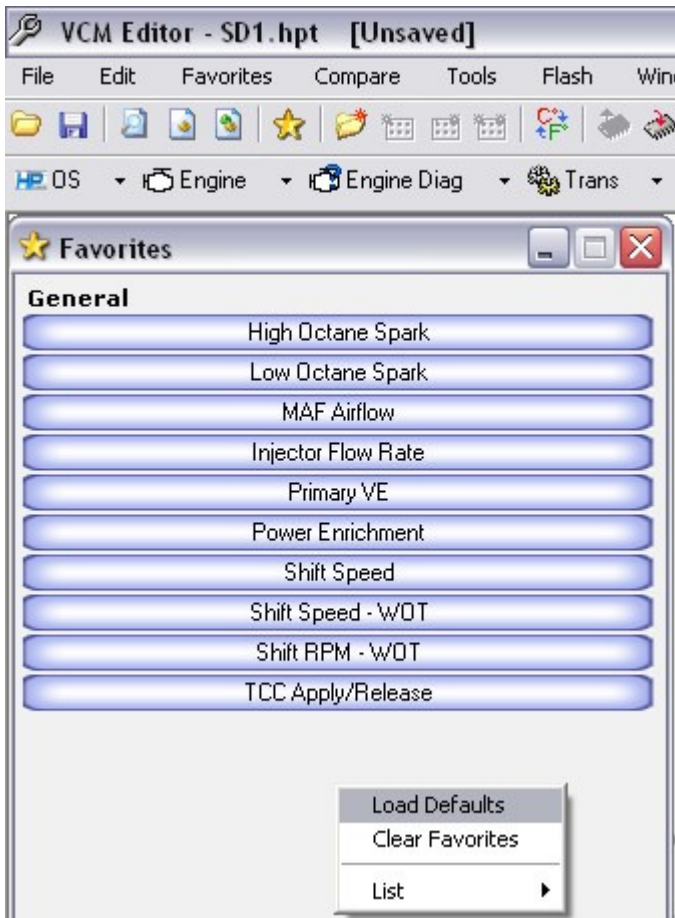 VCM Editor - SD1.hpt [Unsaved]
File Edit Favorites Compare Tools Flash
HP OS Engine Engine Diag Trans
Favorites
General
High Octane Spark
Low Octane Spark
MAF Airflow
Injector Flow Rate
Primary VE
Power Enrichment
Shift Speed
Shift Speed - WOT
Shift RPM - WOT
TCC Apply/Release
Load Defaults
Clear Favorites
List